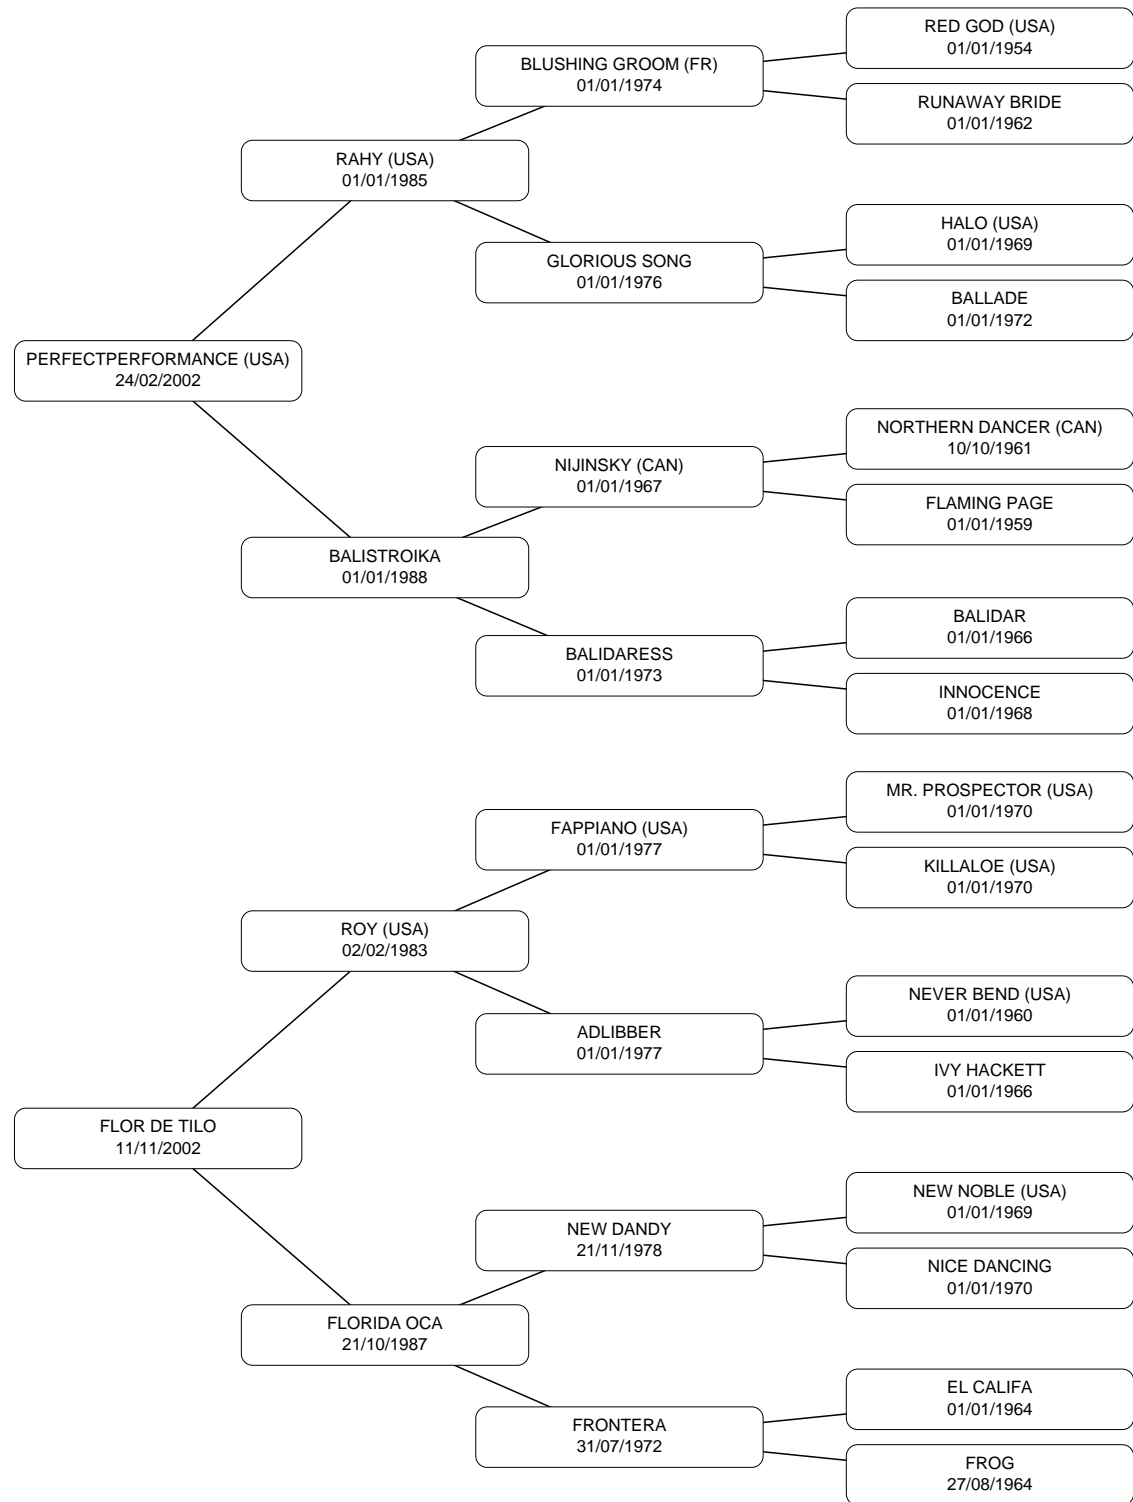 RED GOD (USA)
01/01/1954
BLUSHING GROOM (FR)
01/01/1974
RUNAWAY BRIDE
01/01/1962
RAHY (USA)
01/01/1985
HALO (USA)
01/01/1969
GLORIOUS SONG
01/01/1976
BALLADE
01/01/1972
PERFECTPERFORMANCE (USA)
24/02/2002
NORTHERN DANCER (CAN)
10/10/1961
NIJINSKY (CAN)
01/01/1967
FLAMING PAGE
01/01/1959
BALISTROIKA
01/01/1988
BALIDAR
01/01/1966
BALIDARESS
01/01/1973
INNOCENCE
01/01/1968
MR. PROSPECTOR (USA)
01/01/1970
FAPPIANO (USA)
01/01/1977
KILLALOE (USA)
01/01/1970
ROY (USA)
02/02/1983
NEVER BEND (USA)
01/01/1960
ADLIBBER
01/01/1977
IVY HACKETT
01/01/1966
FLOR DE TILO
11/11/2002
NEW NOBLE (USA)
01/01/1969
NEW DANDY
21/11/1978
NICE DANCING
01/01/1970
FLORIDA OCA
21/10/1987
EL CALIFA
01/01/1964
FRONTERA
31/07/1972
FROG
27/08/1964